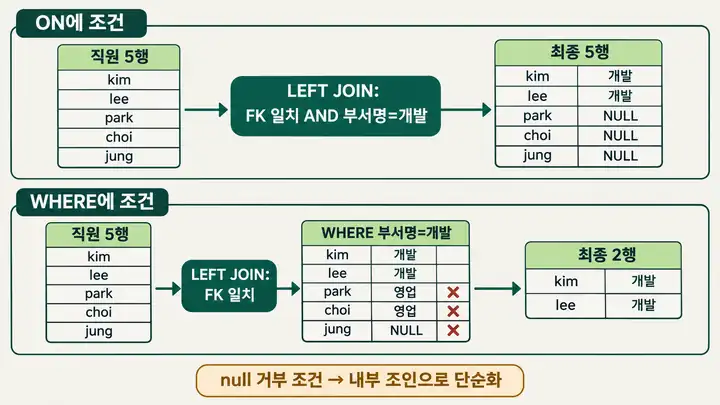 ON에 조건
직원 5행
kim
lee
park
choi
jung
LEFT JOIN:
FK 일치 AND 부서명=개발
최종 5행
kim 개발
lee 개발
park NULL
choi NULL
jung NULL
WHERE에 조건
직원 5행
kim
lee
park
choi
jung
LEFT JOIN:
FK 일치
WHERE 부서명=개발
kim 개발
lee 개발
park 영업 ❌
choi 영업 ❌
jung NULL ❌
최종 2행
kim 개발
lee 개발
null 거부 조건 → 내부 조인으로 단순화